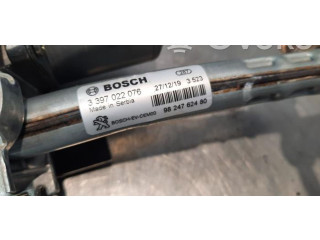 BOSCH
3 397 022 076 27/12/19 3 523
Made in Serbia
98 247 624 80